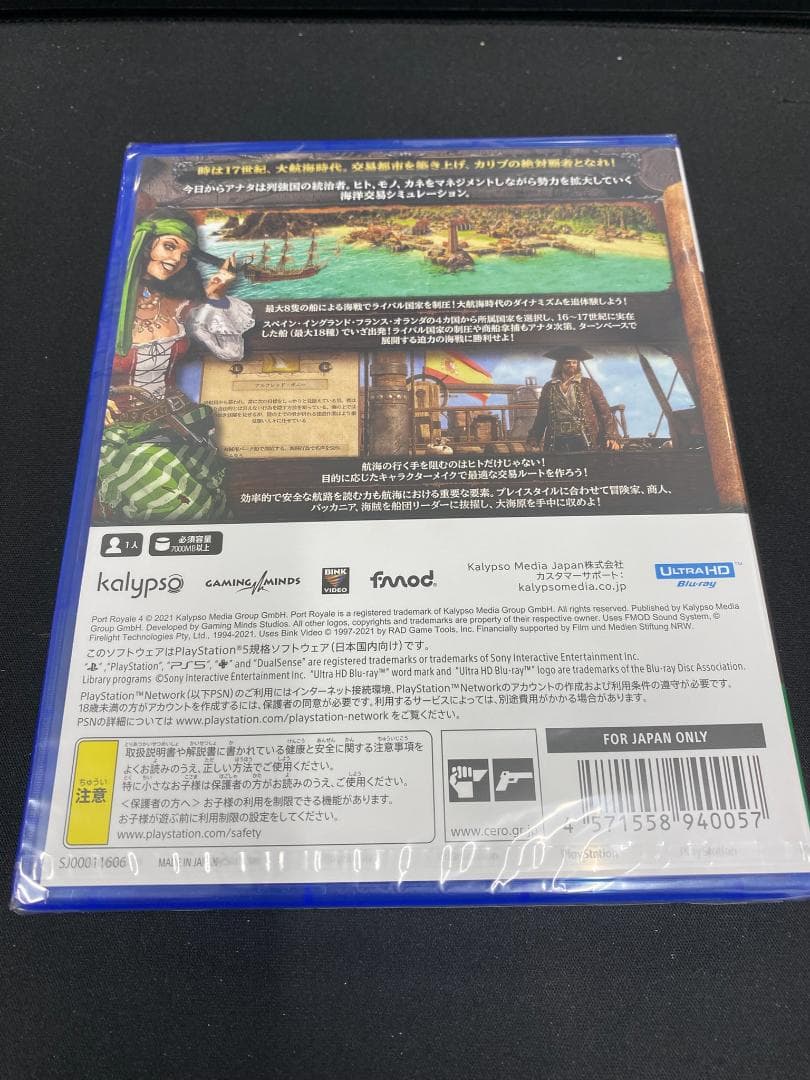 時は17世紀、大航海時代。交易都市を築き上げ、カリブの絶対覇者となれ!
今日からアナタは列強国の統治者。ヒト、モノ、カネをマネジメントしながら勢力を拡大していく
海洋交易シミュレーション。
最大8隻の船による海戦でライバル国家を制圧!大航海時代のダイナミズムを追体験しよう!
スペイン・イングランド・フランス・オランダの4カ国から所属国家を選択し、16~17世紀に実在
した船(最大18種)でいざ出発!ライバル国家の制圧や商船拿捕もアナタ次第。ターンベースで
展開する迫力の海戦に勝利せよ!
アルフレッド・ガニー
航海の行く手を阻むのはヒトだけじゃない!
目的に応じたキャラクターメイクで最適な交易ルートを作ろう!
効率的で安全な航路を読む力も航海における重要な要素。プレイスタイルに合わせて冒険家、商人、
バッカニア、海賊を船団リーダーに抜擢し、大海原を手中に収めよ!
1人
必須容量
7000MB以上
kalypso
GAMING MINDS
BINK
VIDEO
fmod
Kalypso Media Japan株式会社
カスタマーサポート:
kalypsomedia.co.jp
ULTRA HD
Blu-ray
Port Royale 4 © 2021 Kalypso Media Group GmbH. Port Royale is a registered trademark of Kalypso Media Group GmbH. All rights reserved. Published by Kalypso Media
Group GmbH. Developed by Gaming Minds Studios. All other logos, copyrights and trademarks are property of their respective owner. Uses FMOD Sound System, ©
Firelight Technologies Pty, Ltd., 1994-2021. Uses Bink Video © 1997-2021 by RAD Game Tools, Inc. Financially supported by Film und Medien Stiftung NRW.
このソフトウェアはPlayStation®5規格ソフトウェア(日本国内向け)です。
" ", "PlayStation", "PS5", " " and "DualSense" are registered trademarks or trademarks of Sony Interactive Entertainment Inc.
Library programs ©Sony Interactive Entertainment Inc. "Ultra HD Blu-ray™" word mark and "Ultra HD Blu-ray™" logo are trademarks of the Blu-ray Disc Association.
PlayStation™Network(以下PSN)のご利用にはインターネット接続環境、PlayStation™Networkのアカウントの作成および利用条件の遵守が必要です。
18歳未満の方がアカウントを作成するには、保護者の同意が必要です。利用するサービスによっては、別途費用がかかる場合があります。
PSNの詳細については www.playstation.com/playstation-network をご覧ください。
ちゅうい
注意
取扱説明書や解説書に書かれている健康と安全に関する注意事項を
よくお読みのうえ、正しい方法でご使用ください。
特に小さなお子様は保護者の方がお読みのうえ、ご使用ください。
<保護者の方へ> お子様の利用を制限できる機能があります。
お子様が遊ぶ前に利用制限の設定をしてください。
www.playstation.com/safety
www.cero.gr.jp
FOR JAPAN ONLY
4 571558 940057
SJ00011606
MADE IN JAPAN
PlayStation
PlayStation